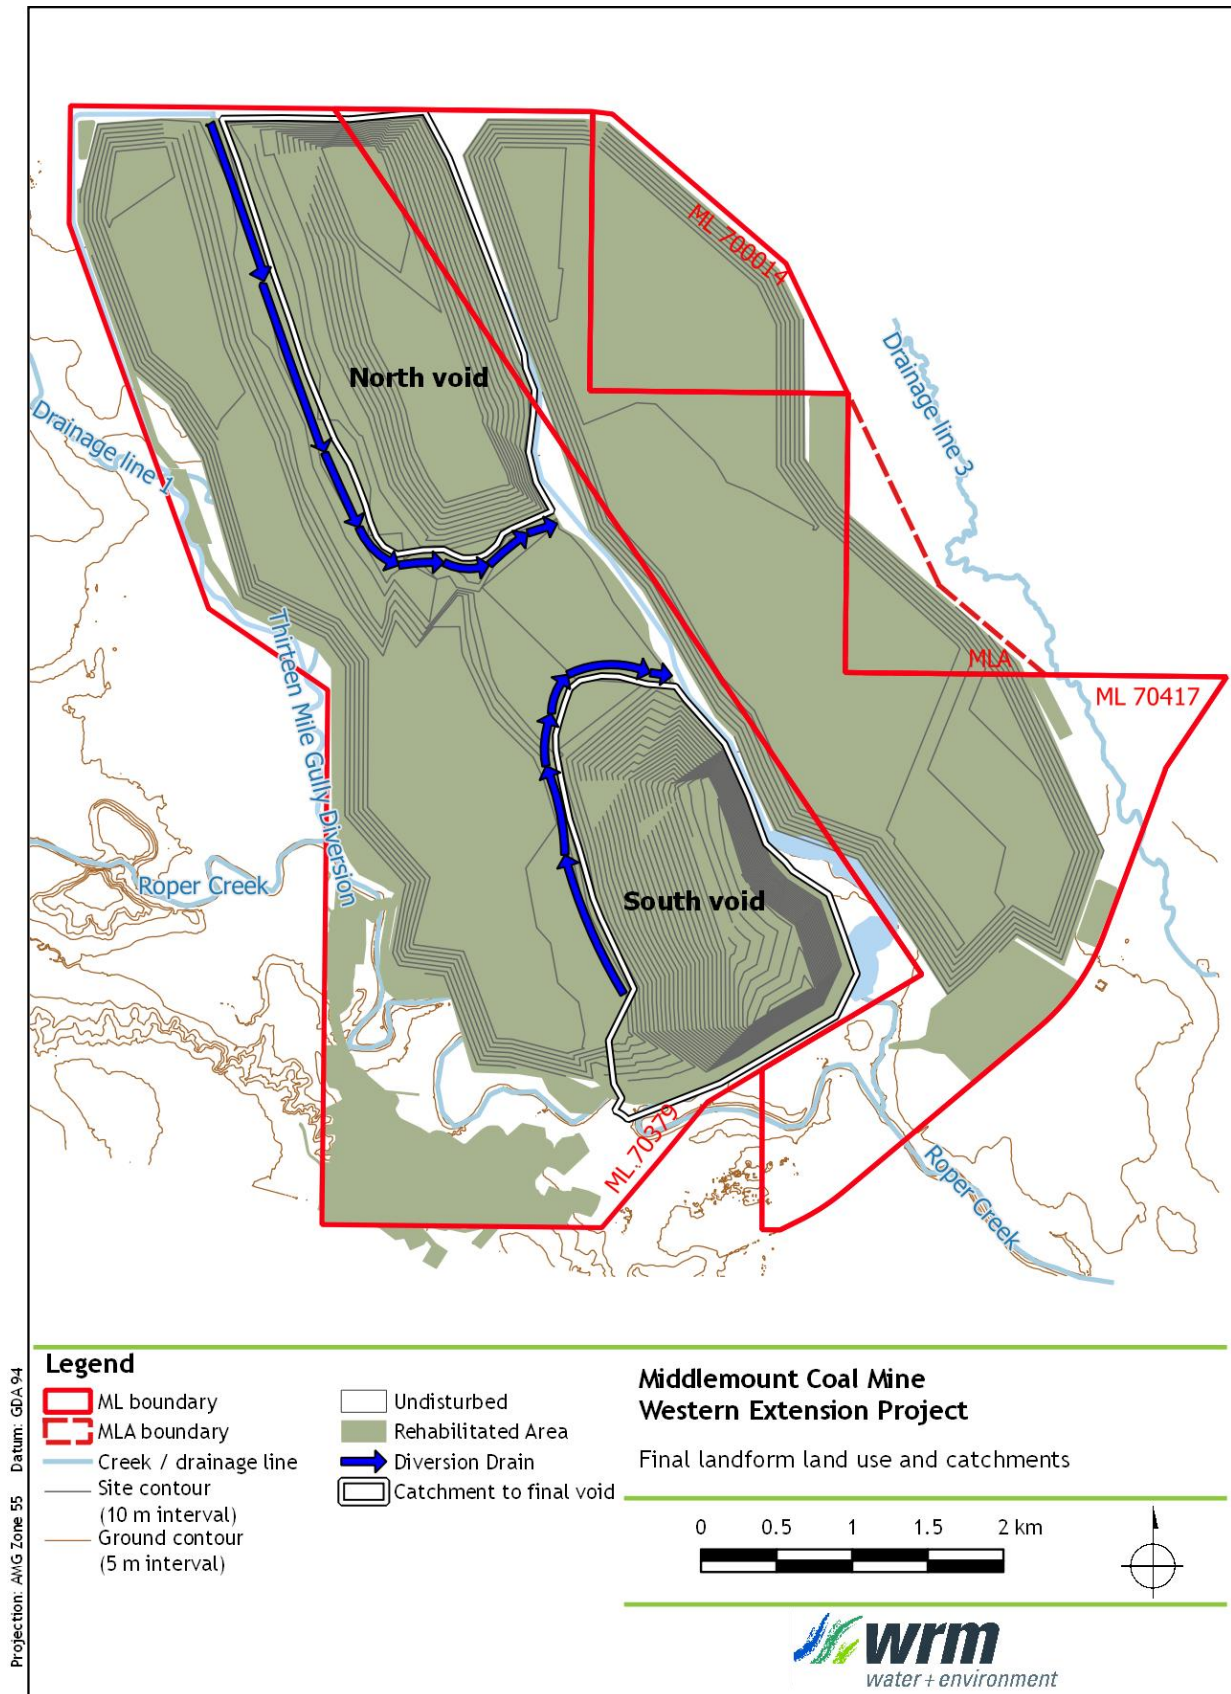 ML 700014
North void
Drainage line 3
Drainage line 1
Thirteen Mile Gully Diversion
MLA
ML 70417
Roper Creek
South void
ML 70379
Roper Creek
Legend
ML boundary
MLA boundary
Creek / drainage line
Site contour
(10 m interval)
Ground contour
(5 m interval)
Undisturbed
Rehabilitated Area
Diversion Drain
Catchment to final void
Middlemount Coal Mine
Western Extension Project
Final landform land use and catchments
0 0.5 1 1.5 2 km
wrm
water + environment
Projection: AMG Zone 55 Datum: GDA 94